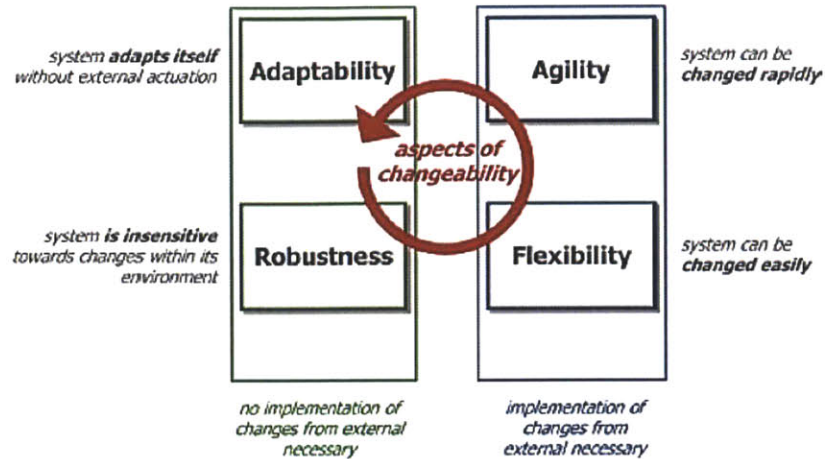 system adapts itself
without external actuation
Adaptability
Agility
system can be
changed rapidly
aspects of
changeability
system is insensitive
towards changes within its
environment
Robustness
Flexibility
system can be
changed easily
no implementation of
changes from external
necessary
implementation of
changes from
external necessary